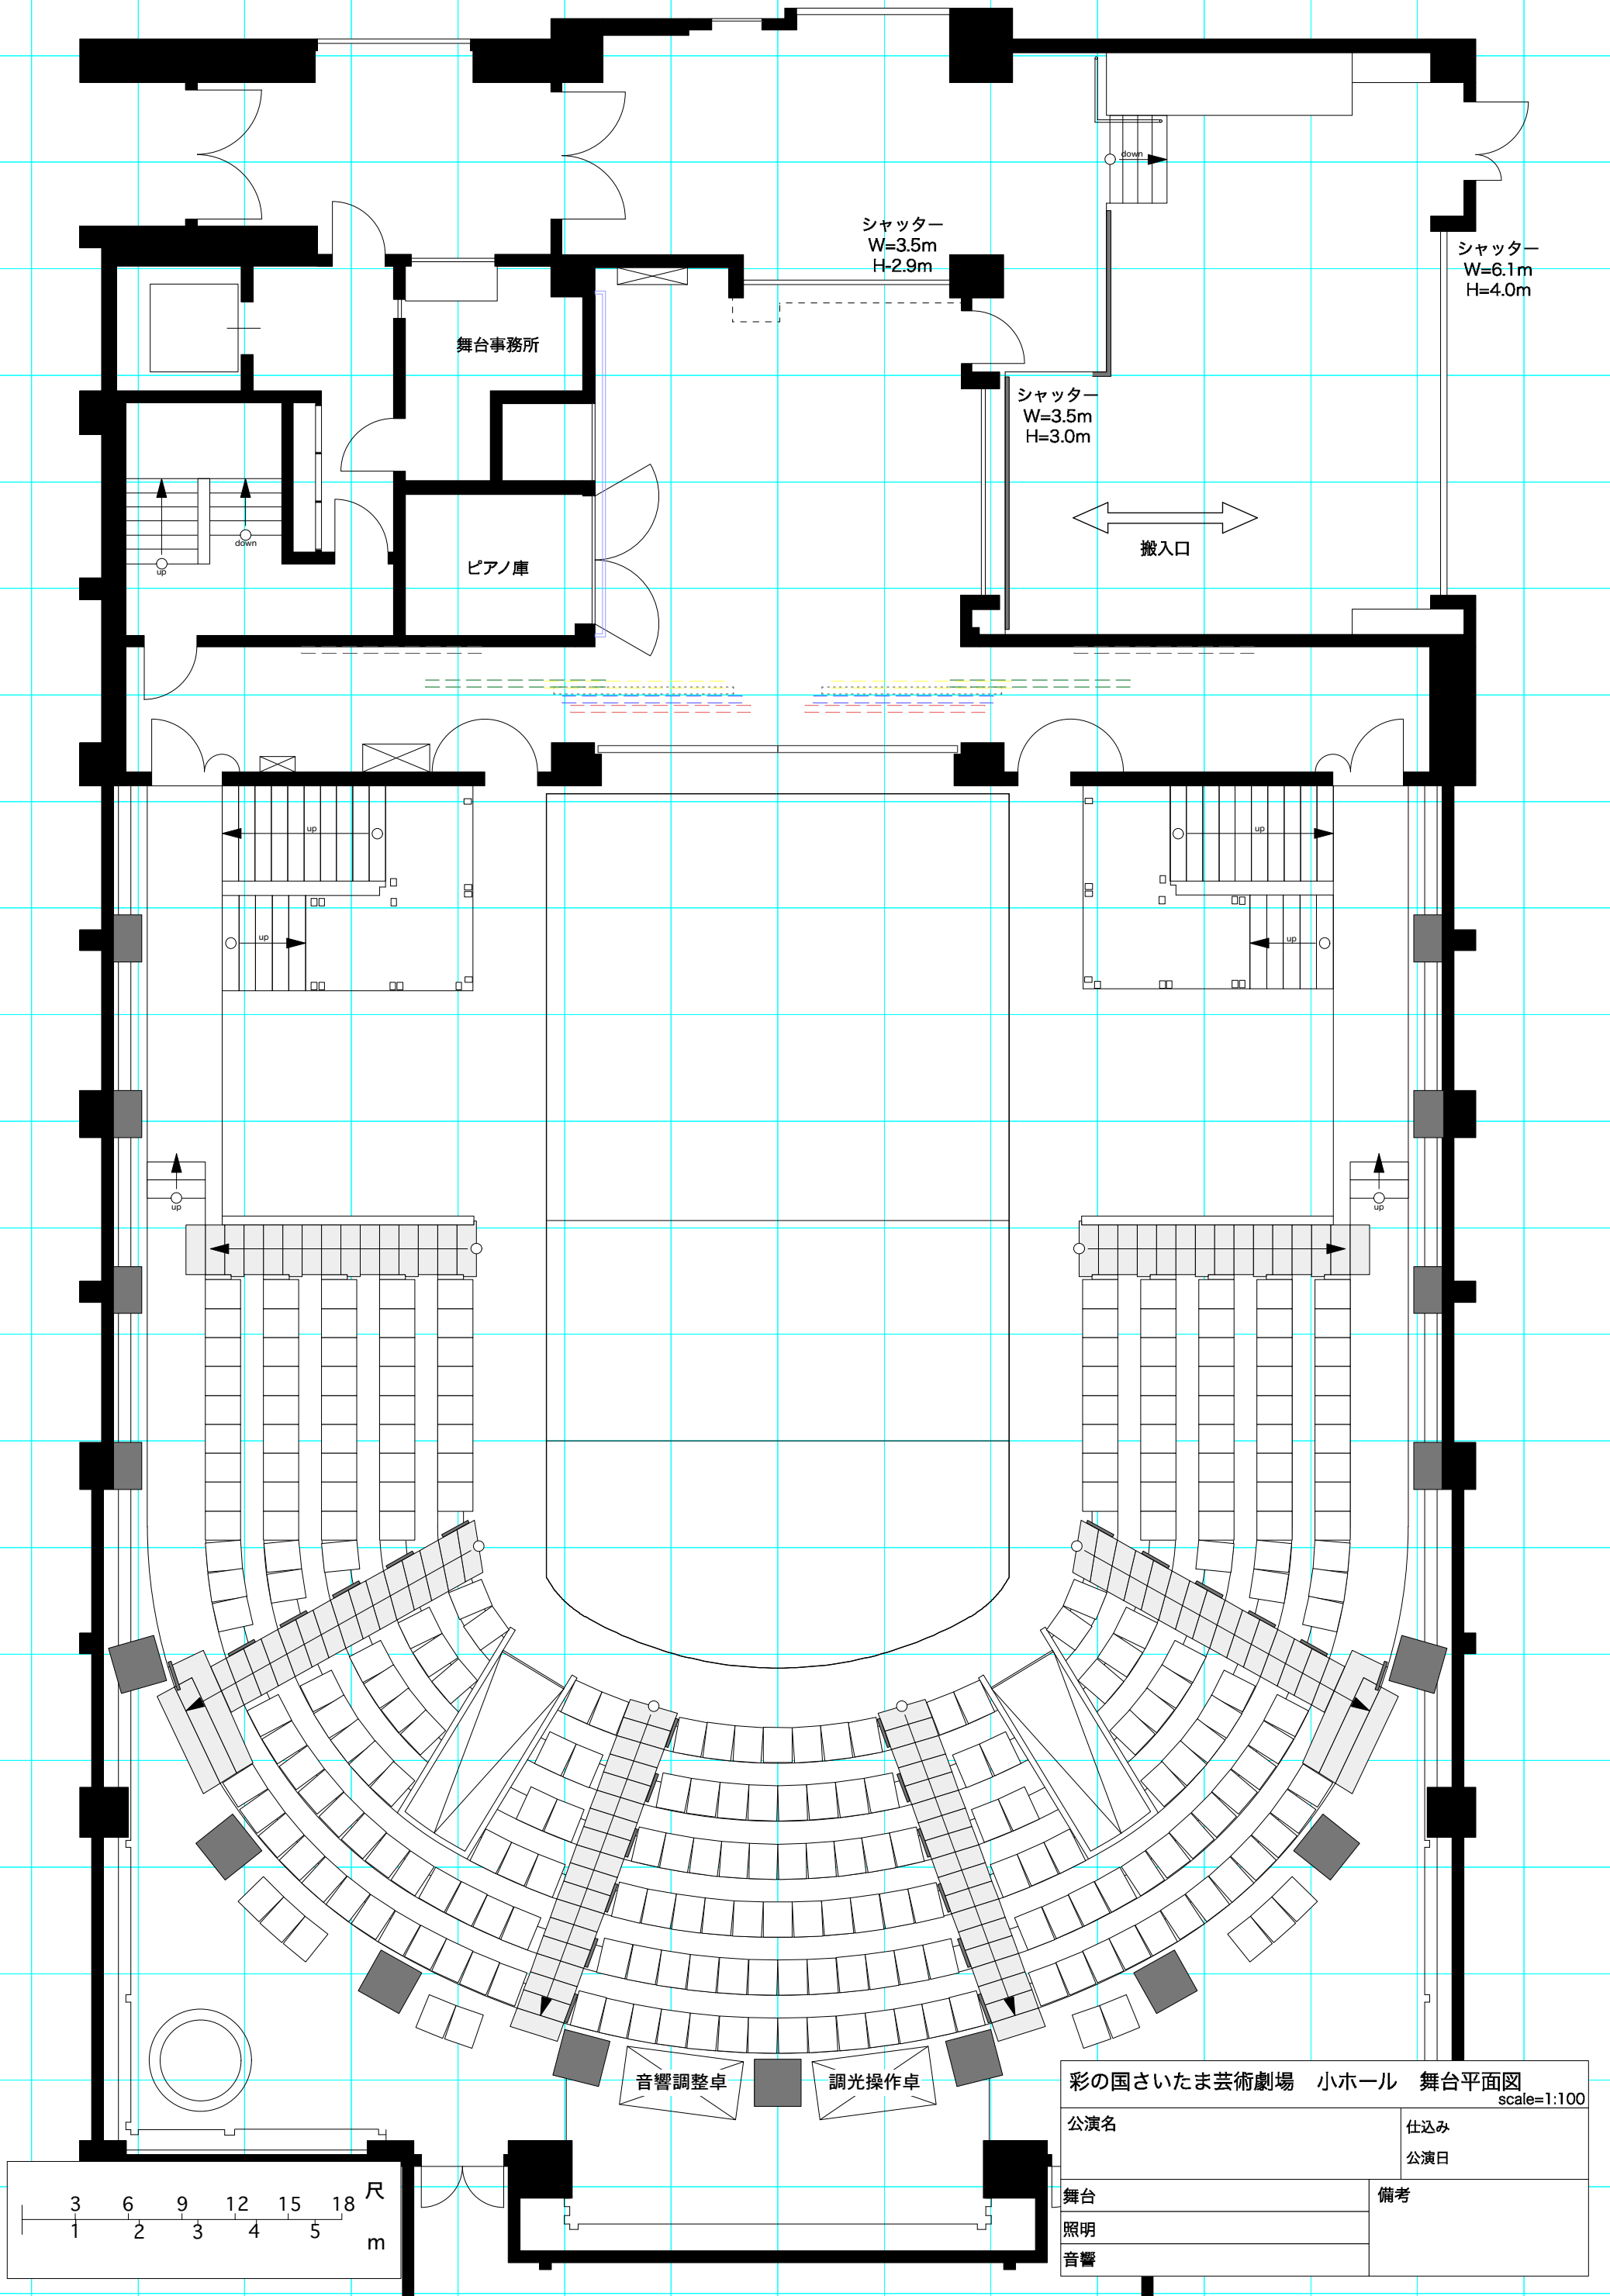 down
シャッター
W=3.5m
H-2.9m
シャッター
W=6.1m
H=4.0m
舞台事務所
シャッター
W=3.5m
H=3.0m
down
up
搬入口
ピアノ庫
up
up
up
up
up
up
音響調整卓
調光操作卓
彩の国さいたま芸術劇場　小ホール　舞台平面図
scale=1:100
公演名
仕込み
公演日
舞台
備考
照明
音響
尺
3 6 9 12 15 18
1 2 3 4 5
m